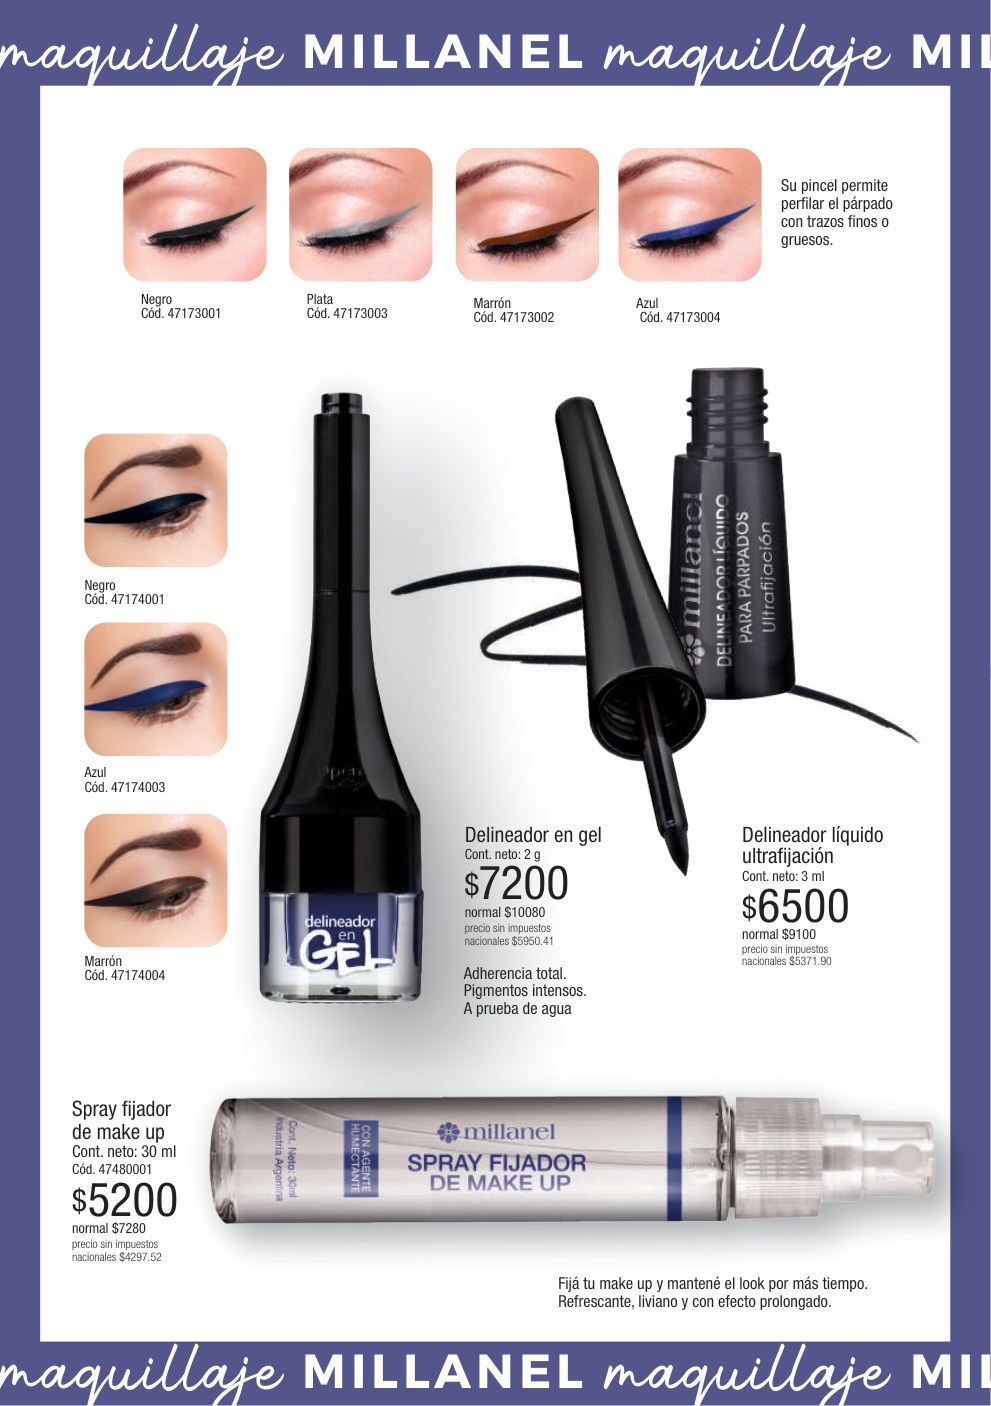 maquillaje MILLANEL maquillaje MIL
Su pincel permite
perfilar el párpado
con trazos finos o
gruesos.
Negro
Cód. 47173001
Plata
Cód. 47173003
Marrón
Cód. 47173002
Azul
Cód. 47173004
Negro
Cód. 47174001
Azul
Cód. 47174003
Marrón
Cód. 47174004
delineador
en
GEL
millanel
DELINEADOR LÍQUIDO
PARA PARPADOS
Ultrafijación
Delineador en gel
Cont. neto: 2 g
$7200
normal $10080
precio sin impuestos
nacionales $5950.41
Adherencia total.
Pigmentos intensos.
A prueba de agua
Delineador líquido
ultrafijación
Cont. neto: 3 ml
$6500
normal $9100
precio sin impuestos
nacionales $5371.90
Spray fijador
de make up
Cont. neto: 30 ml
Cód. 47480001
$5200
normal $7280
precio sin impuestos
nacionales $4297.52
Cont. Neto: 30ml
Industria Argentina
CON AGENTE
HUMECTANTE
millanel
SPRAY FIJADOR
DE MAKE UP
Fijá tu make up y mantené el look por más tiempo.
Refrescante, liviano y con efecto prolongado.
maquillaje MILLANEL maquillaje MIL